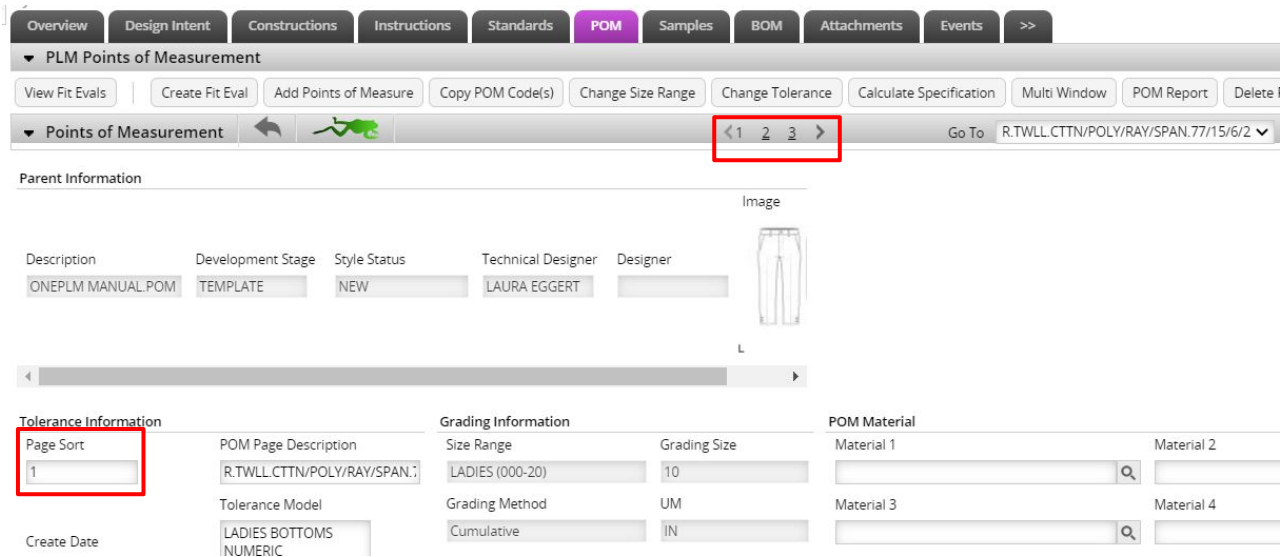 Overview Design Intent Constructions Instructions Standards POM Samples BOM Attachments Events >>
PLM Points of Measurement
View Fit Evals Create Fit Eval Add Points of Measure Copy POM Code(s) Change Size Range Change Tolerance Calculate Specification Multi Window POM Report Delete
Points of Measurement 1 2 3 Go To R.TWLL.CTTN/POLY/RAY/SPAN.77/15/6/2
Parent Information
Image
Description Development Stage Style Status Technical Designer Designer
ONEPLM MANUAL.POM TEMPLATE NEW LAURA EGGERT
L
Tolerance Information Grading Information POM Material
Page Sort POM Page Description Size Range Grading Size Material 1 Material 2
1 R.TWLL.CTTN/POLY/RAY/SPAN. LADIES (000-20) 10
Tolerance Model Grading Method UM Material 3 Material 4
Create Date LADIES BOTTOMS Cumulative IN
NUMERIC